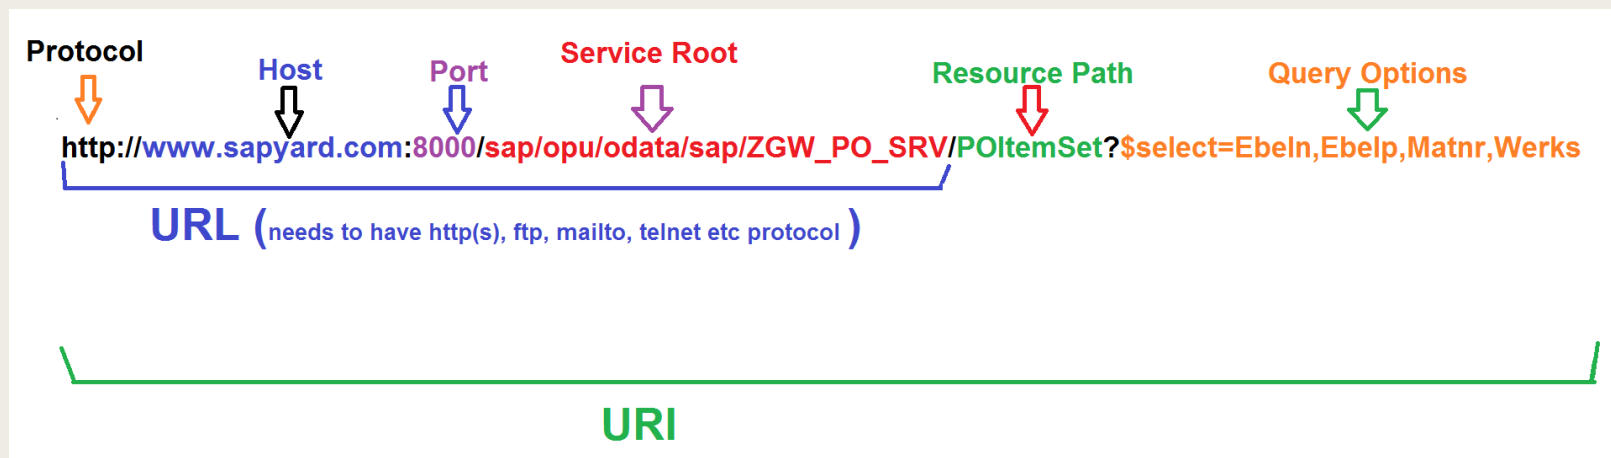 Protocol
Host
Port
Service Root
Resource Path
Query Options
http://www.sapyard.com:8000/sap/opu/odata/sap/ZGW_PO_SRV/POItemSet?$select=Ebeln,Ebelp,Matnr,Werks
URL (needs to have http(s), ftp, mailto, telnet etc protocol )
URI